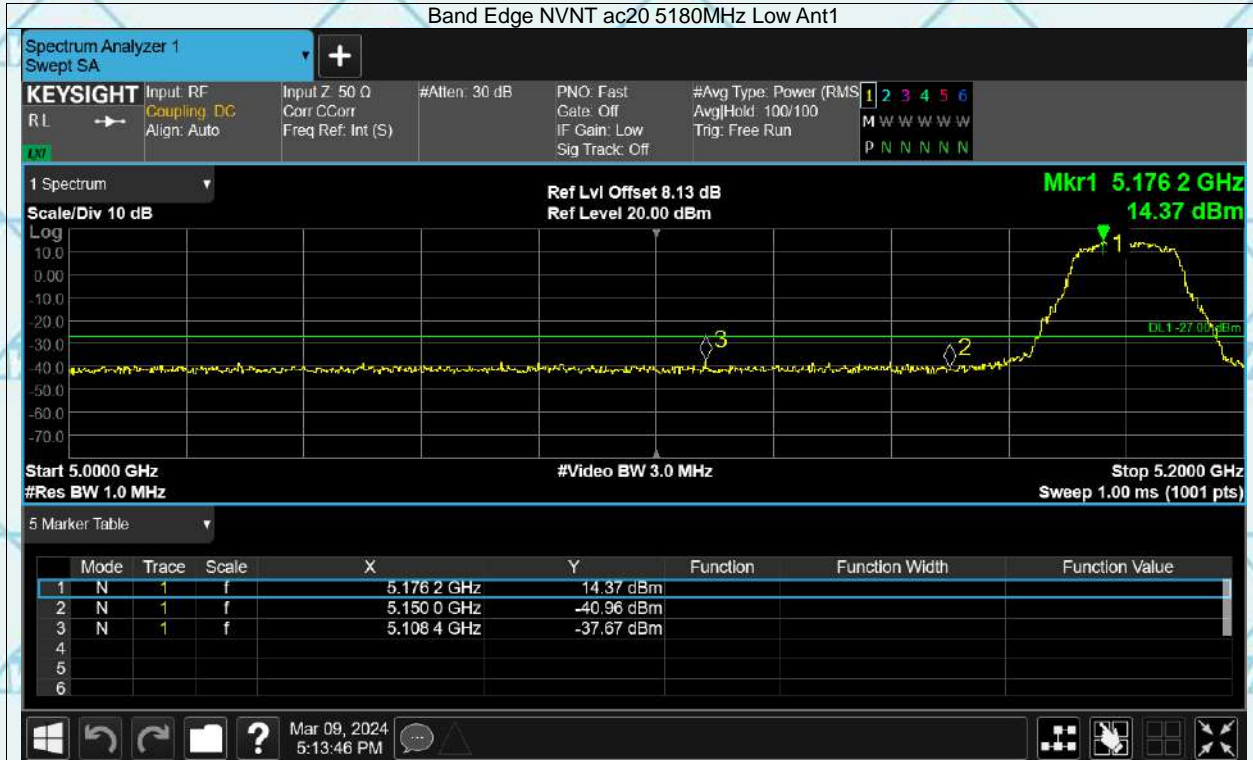 Band Edge NVNT ac20 5180MHz Low Ant1
Spectrum Analyzer 1
Swept SA
+
KEYSIGHT
RL
LXI
Input: RF
Coupling: DC
Align: Auto
Input Z: 50 Ω
Corr CCorr
Freq Ref: Int (S)
#Atten: 30 dB
PNO: Fast
Gate: Off
IF Gain: Low
Sig Track: Off
#Avg Type: Power (RMS
Avg|Hold: 100/100
Trig: Free Run
1 2 3 4 5 6
M W W W W W
P N N N N N
1 Spectrum
Scale/Div 10 dB
Ref Lvl Offset 8.13 dB
Ref Level 20.00 dBm
Mkr1 5.176 2 GHz
14.37 dBm
Log
10.0
0.00
-10.0
-20.0
-30.0
-40.0
-50.0
-60.0
-70.0
1
DL1 -27.00 dBm
3
2
Start 5.0000 GHz
#Video BW 3.0 MHz
Stop 5.2000 GHz
#Res BW 1.0 MHz
Sweep 1.00 ms (1001 pts)
5 Marker Table
Mode Trace Scale X Y Function Function Width Function Value
1 N 1 f 5.176 2 GHz 14.37 dBm
2 N 1 f 5.150 0 GHz -40.96 dBm
3 N 1 f 5.108 4 GHz -37.67 dBm
4
5
6
?
Mar 09, 2024
5:13:46 PM